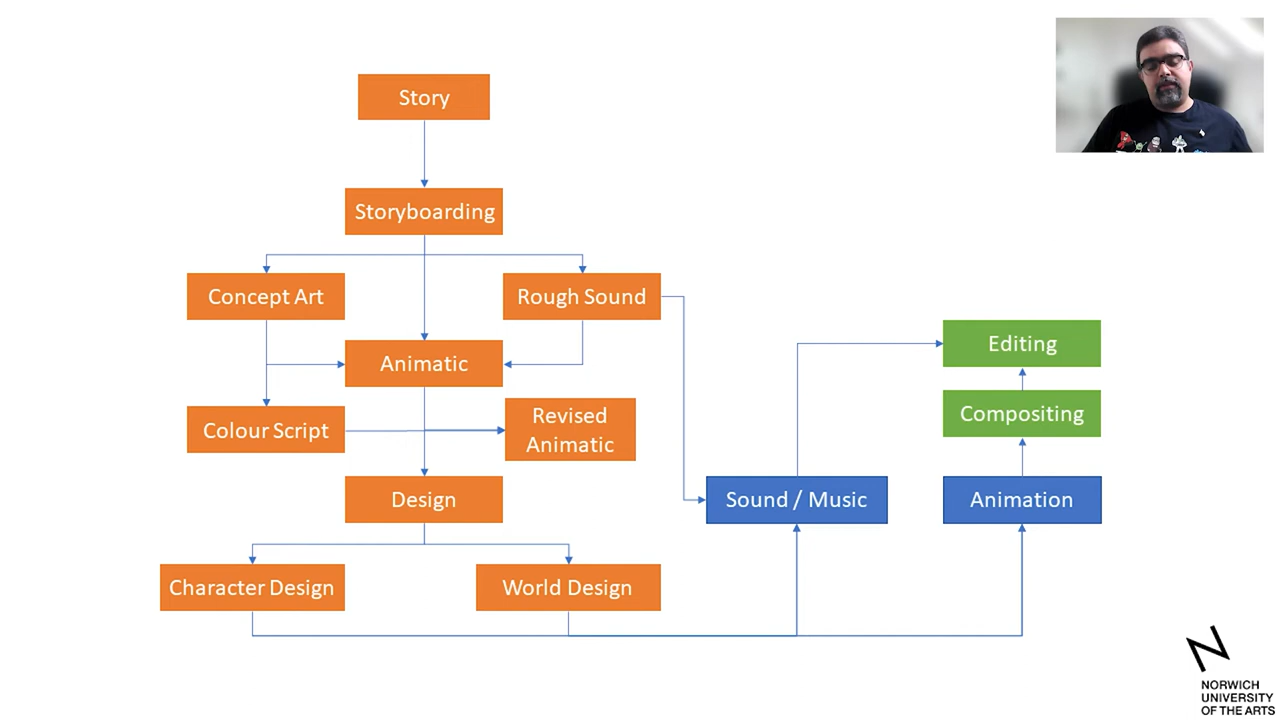 Story
Storyboarding
Concept Art
Rough Sound
Animatic
Editing
Compositing
Colour Script
Revised
Animatic
Design
Sound / Music
Animation
Character Design
World Design
NORWICH
UNIVERSITY
OF THE ARTS